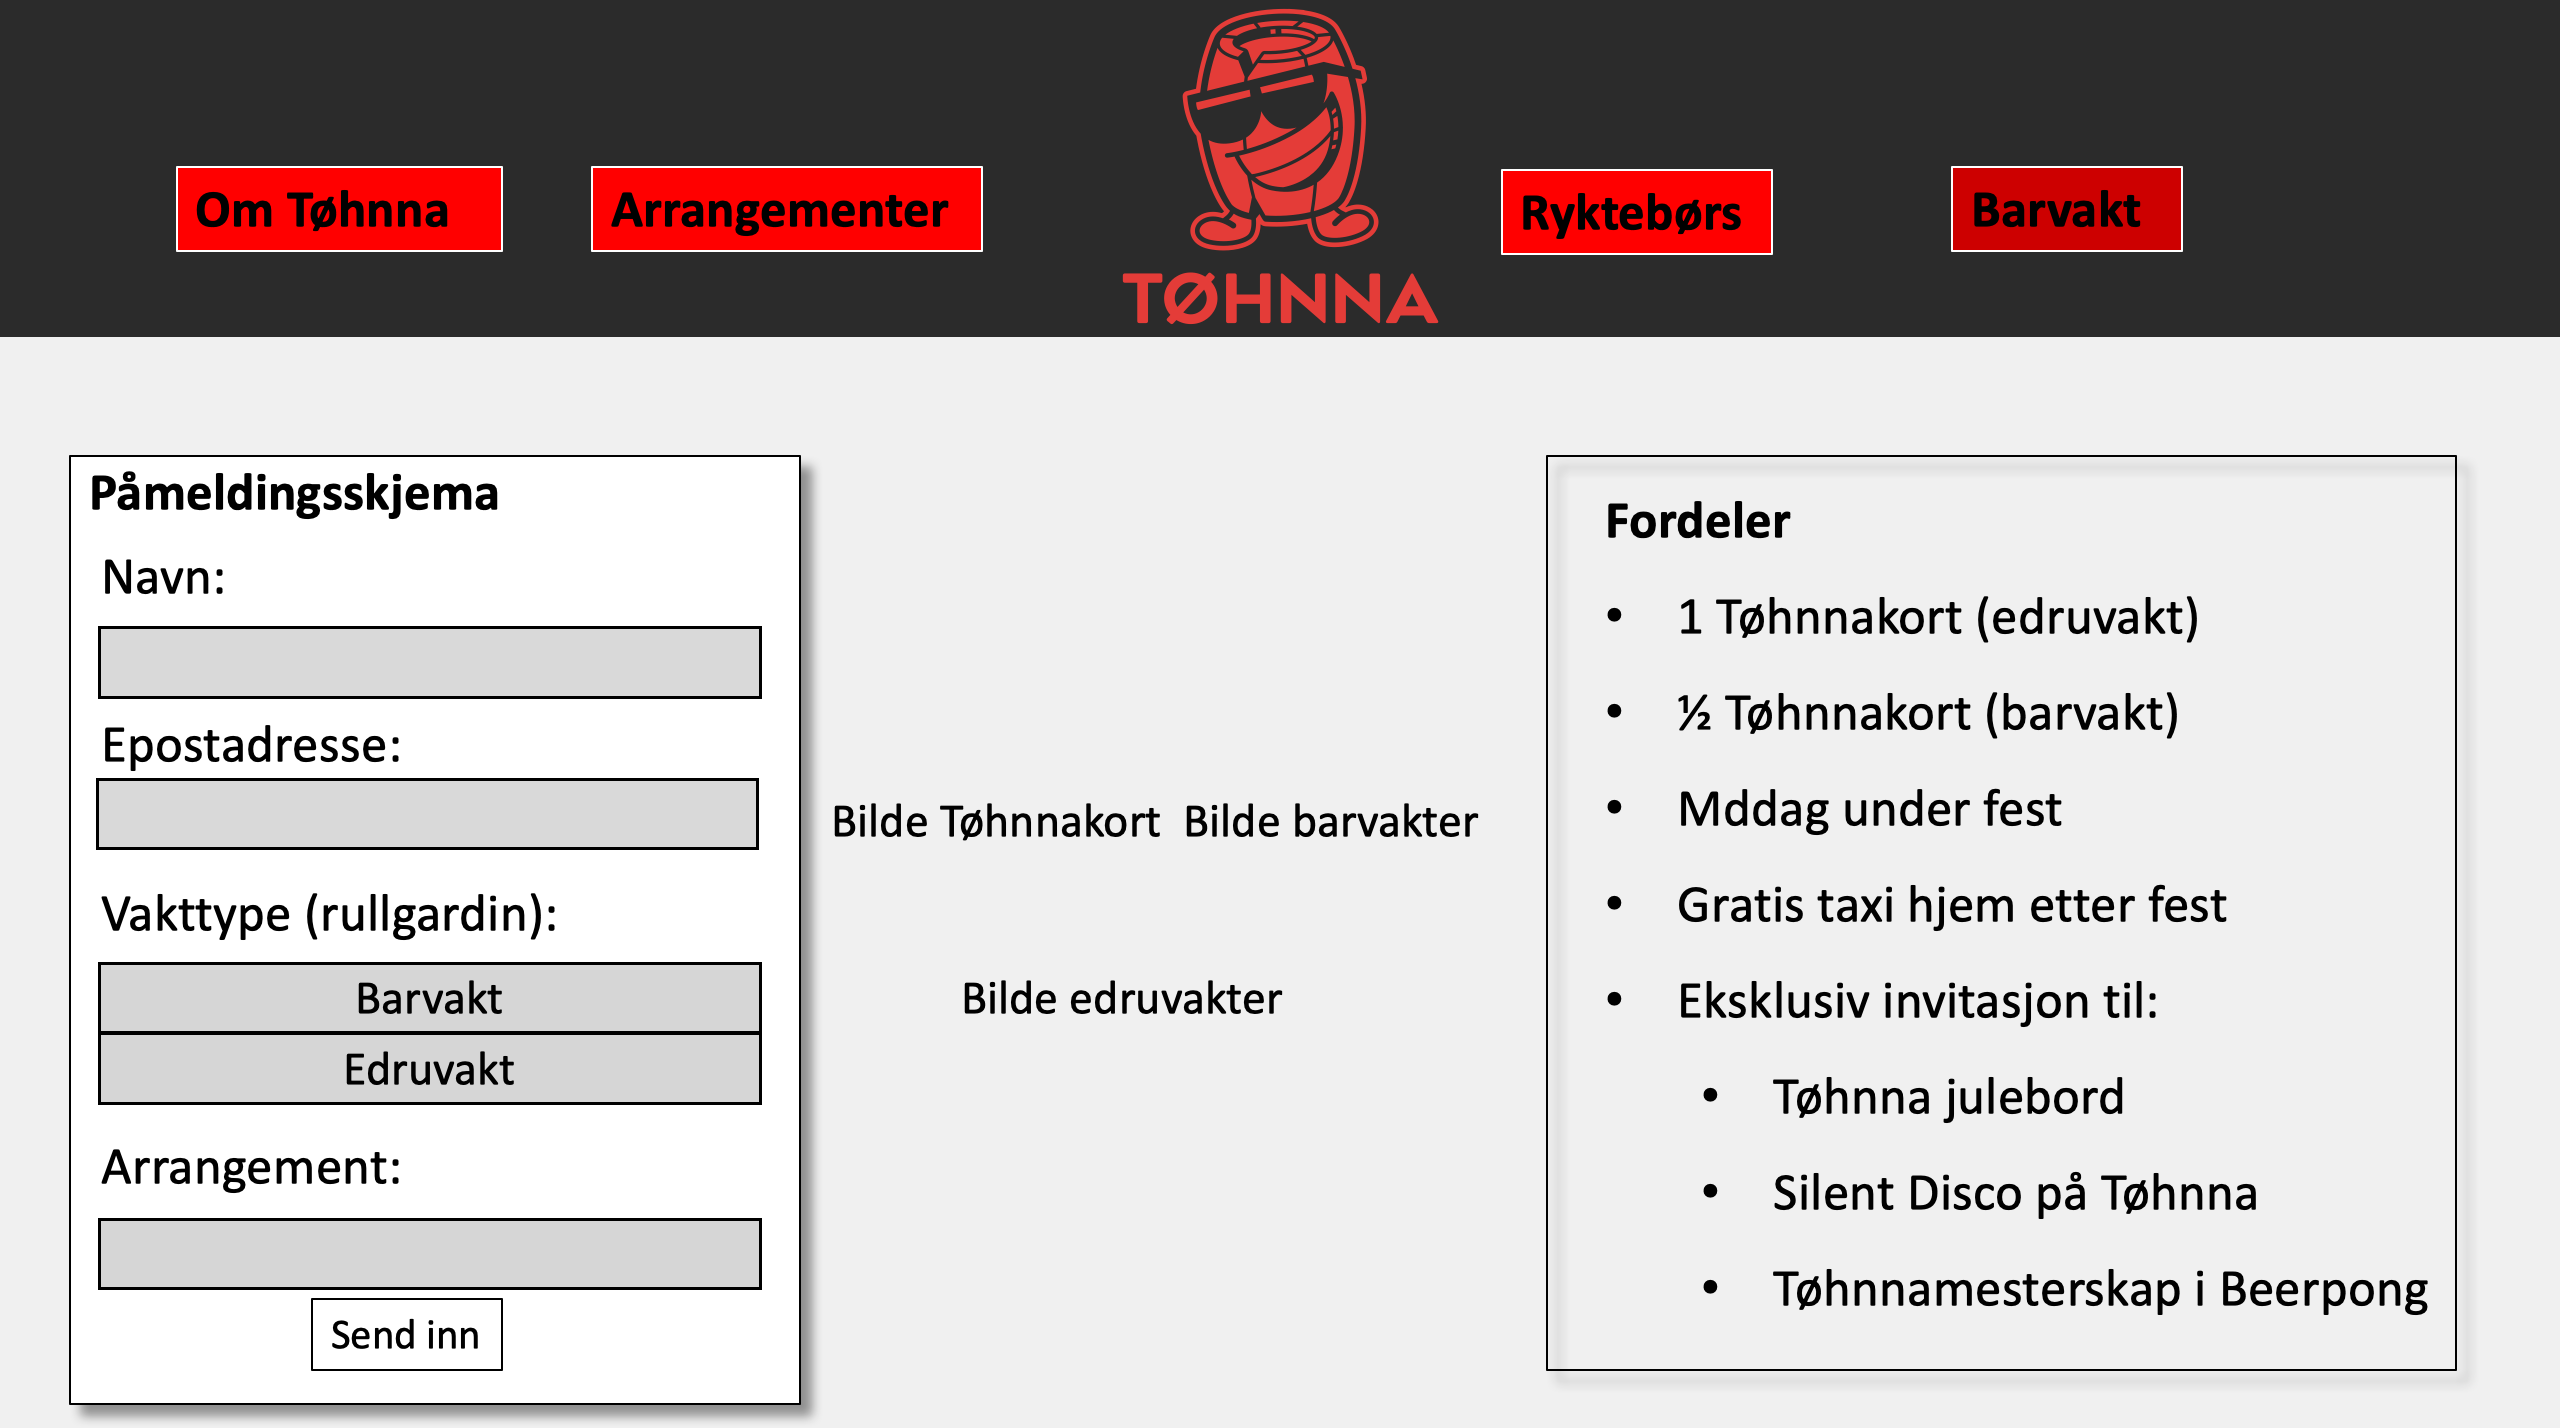 Om Tøhnna
Arrangementer
TØHNNA
Ryktebørs
Barvakt
Påmeldingsskjema
Navn:
Epostadresse:
Vakttype (rullgardin):
Barvakt
Edruvakt
Arrangement:
Send inn
Bilde Tøhnnakort Bilde barvakter
Bilde edruvakter
Fordeler
• 1 Tøhnnakort (edruvakt)
• ½ Tøhnnakort (barvakt)
• Mddag under fest
• Gratis taxi hjem etter fest
• Eksklusiv invitasjon til:
• Tøhnna julebord
• Silent Disco på Tøhnna
• Tøhnnamesterskap i Beerpong